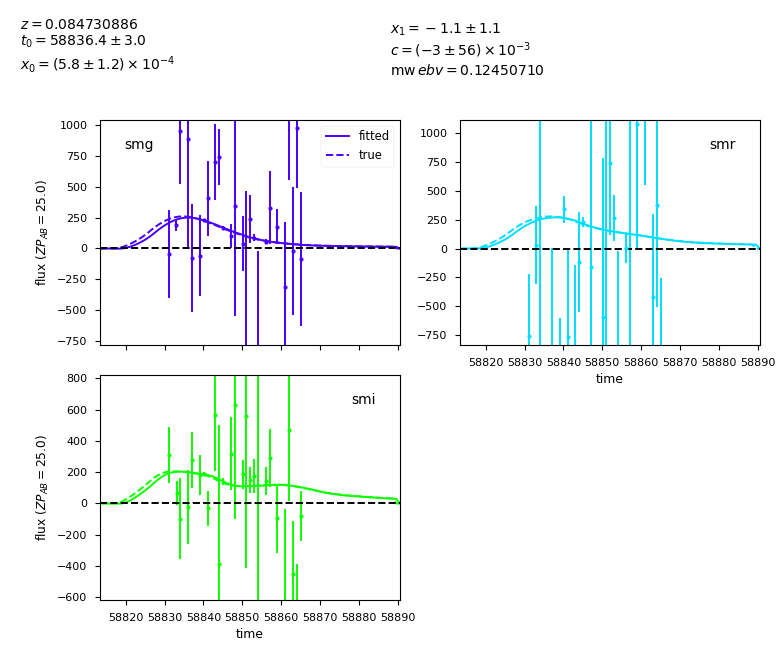 z = 0.084730886
t₀ = 58836.4 ± 3.0
x₀ = (5.8 ± 1.2) × 10⁻⁴
x₁ = −1.1 ± 1.1
c = (−3 ± 56) × 10⁻³
mw ebv = 0.12450710
smg
fitted
true
1000
750
500
250
0
−250
−500
−750
flux (ZP_AB = 25.0)
smr
1000
750
500
250
0
−250
−500
−750
58820 58830 58840 58850 58860 58870 58880 58890
time
smi
800
600
400
200
0
−200
−400
−600
flux (ZP_AB = 25.0)
58820 58830 58840 58850 58860 58870 58880 58890
time